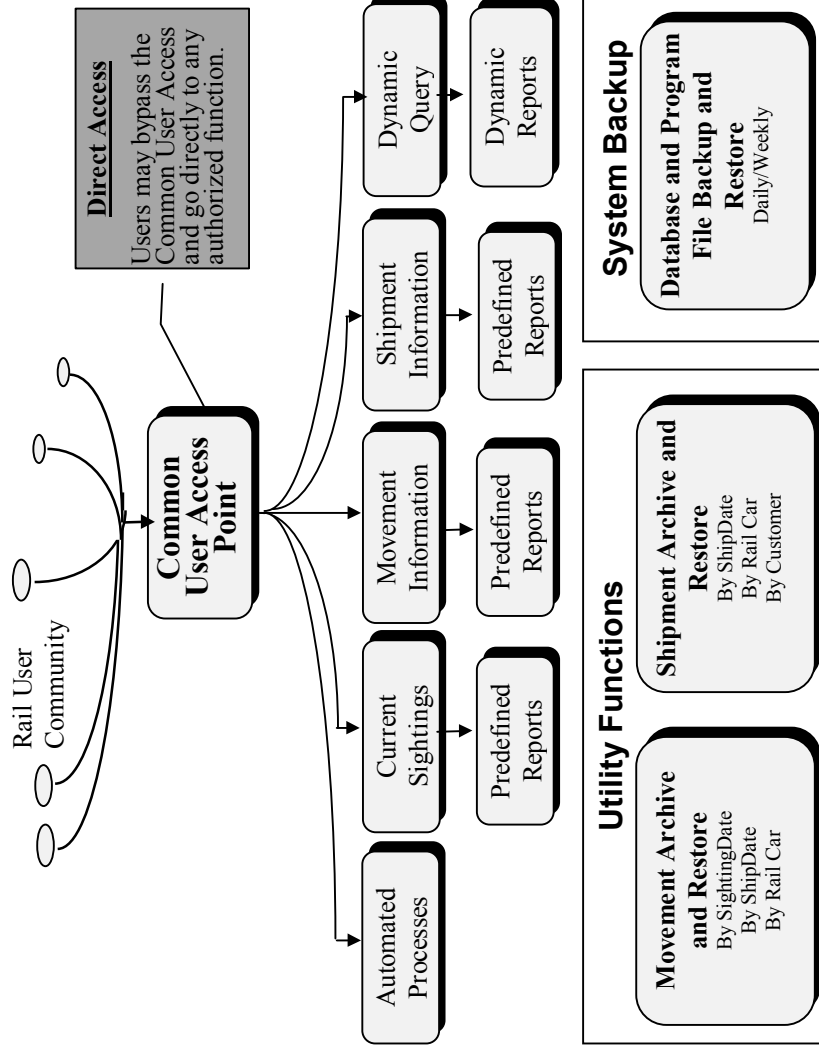 Rail User
Community
Direct Access
Users may bypass the
Common User Access
and go directly to any
authorized function.
Common
User Access
Point
Automated
Processes
Current
Sightings
Movement
Information
Shipment
Information
Dynamic
Query
Predefined
Reports
Predefined
Reports
Predefined
Reports
Dynamic
Reports
Utility Functions
Movement Archive
and Restore
By SightingDate
By ShipDate
By Rail Car
Shipment Archive and
Restore
By ShipDate
By Rail Car
By Customer
System Backup
Database and Program
File Backup and
Restore
Daily/Weekly